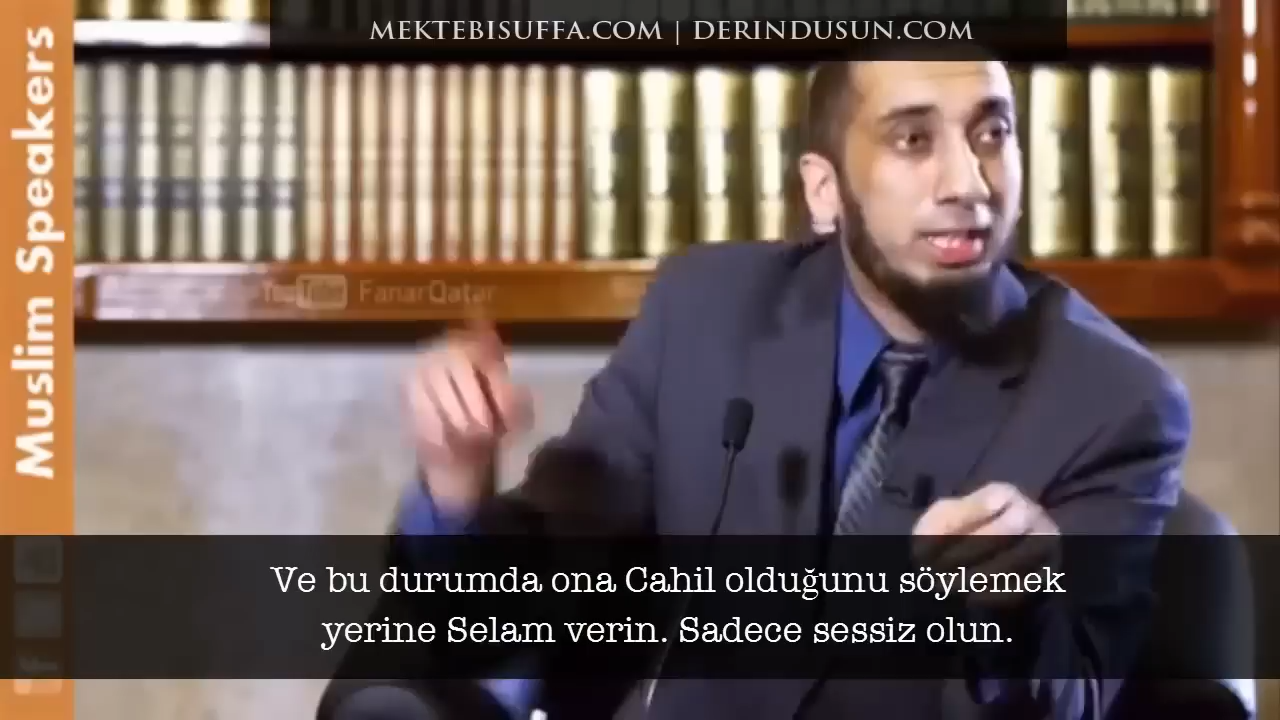 MEKTEBISUFFA.COM | DERINDUSUN.COM
Muslim Speakers
YouTube FanarQatar
Ve bu durumda ona Cahil olduğunu söylemek
yerine Selam verin. Sadece sessiz olun.